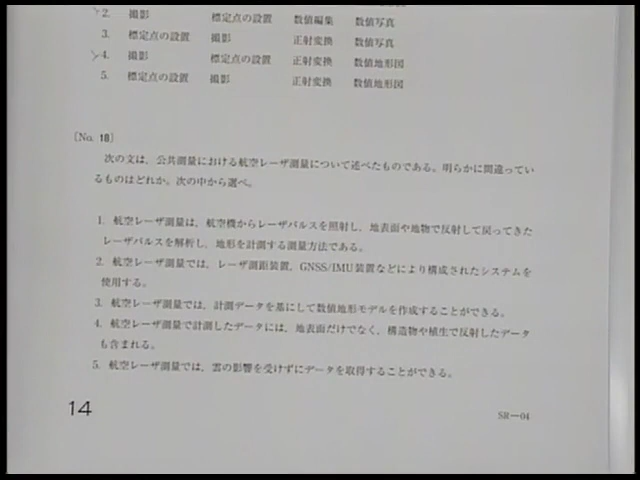 2. 撮影 標定点の設置 数値編集 数値写真
3. 標定点の設置 撮影 正射変換 数値写真
4. 撮影 標定点の設置 正射変換 数値地形図
5. 標定点の設置 撮影 正射変換 数値地形図
〔No. 18〕
次の文は、公共測量における航空レーザ測量について述べたものである。明らかに間違ってい
るものはどれか。次の中から選べ。
1. 航空レーザ測量は、航空機からレーザパルスを照射し、地表面や地物で反射して戻ってきた
レーザパルスを解析し、地形を計測する測量方法である。
2. 航空レーザ測量では、レーザ測距装置、GNSS/IMU装置などにより構成されたシステムを
使用する。
3. 航空レーザ測量では、計測データを基にして数値地形モデルを作成することができる。
4. 航空レーザ測量で計測したデータには、地表面だけでなく、構造物や植生で反射したデータ
も含まれる。
5. 航空レーザ測量では、雲の影響を受けずにデータを取得することができる。
14
SR―04